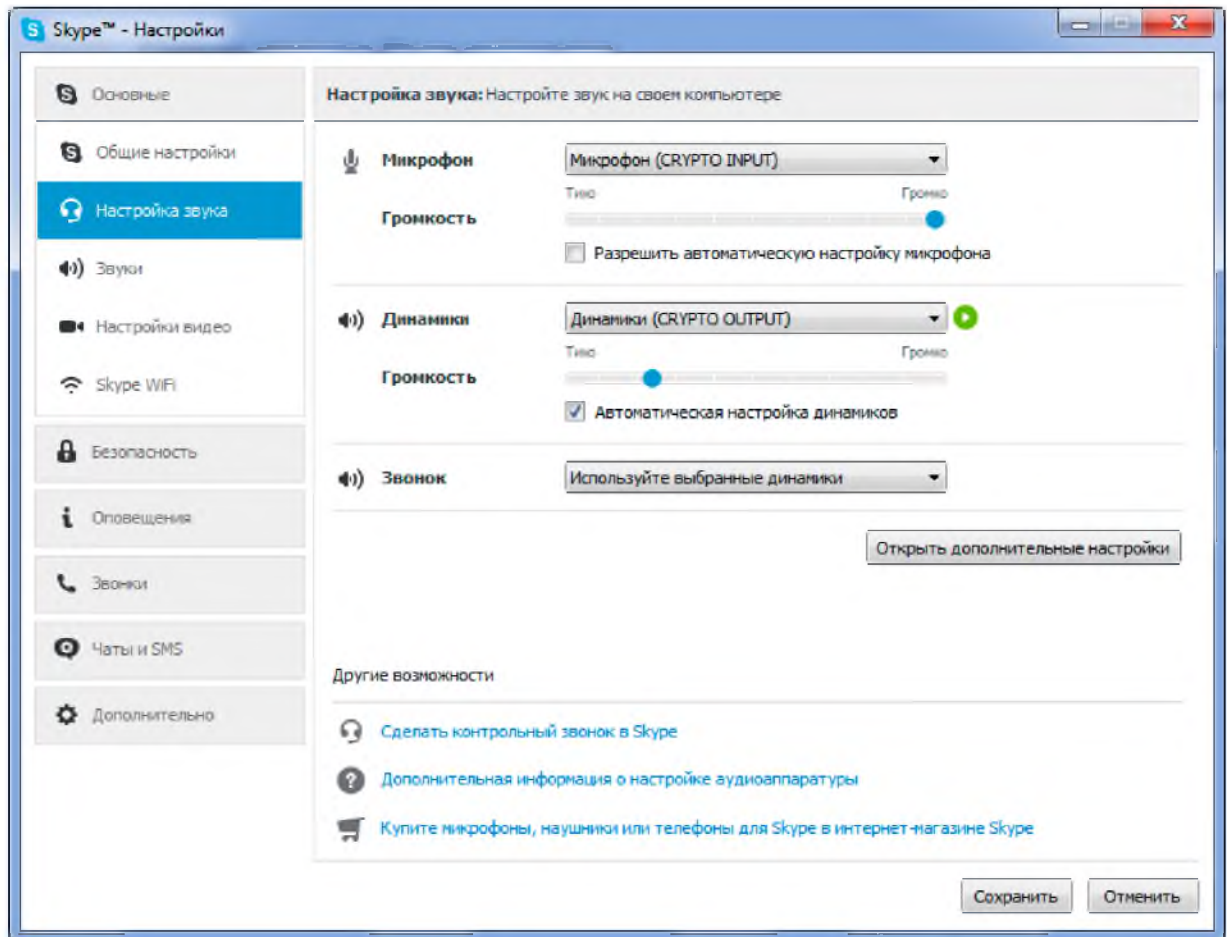 Skype™ - Настройки
Основные
Общие настройки
Настройка звука
Звуки
Настройки видео
Skype WiFi
Безопасность
Оповещения
Звонки
Чаты и SMS
Дополнительно
Настройка звука: Настройте звук на своем компьютере
Микрофон
Микрофон (CRYPTO INPUT)
Тихо Громко
Громкость
Разрешить автоматическую настройку микрофона
Динамики
Динамики (CRYPTO OUTPUT)
Тихо Громко
Громкость
Автоматическая настройка динамиков
Звонок
Используйте выбранные динамики
Открыть дополнительные настройки
Другие возможности
Сделать контрольный звонок в Skype
Дополнительная информация о настройке аудиоаппаратуры
Купите микрофоны, наушники или телефоны для Skype в интернет-магазине Skype
Сохранить
Отменить